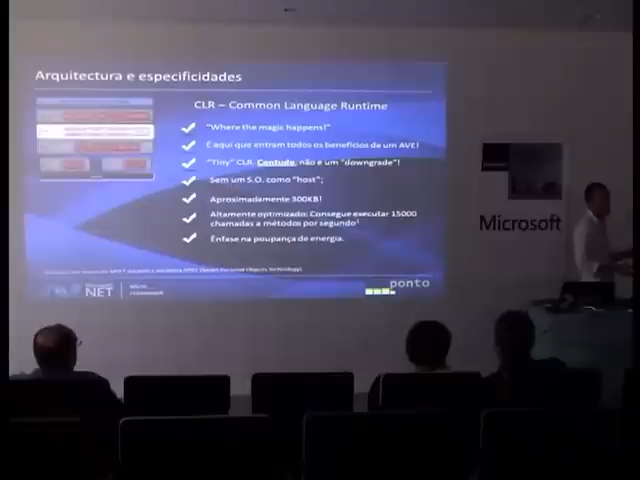 Arquitectura e especificidades
CLR – Common Language Runtime
"Where the magic happens!"
É aqui que entram todos os benefícios de um AVE!
"Tiny" CLR. Contudo, não é um "downgrade"!
Sem um S.O. como "host";
Aproximadamente 300KB!
Altamente optimizado: Consegue executar 15000
chamadas a métodos por segundo¹
Ênfase na poupança de energia.
.NET
ponto
Microsoft